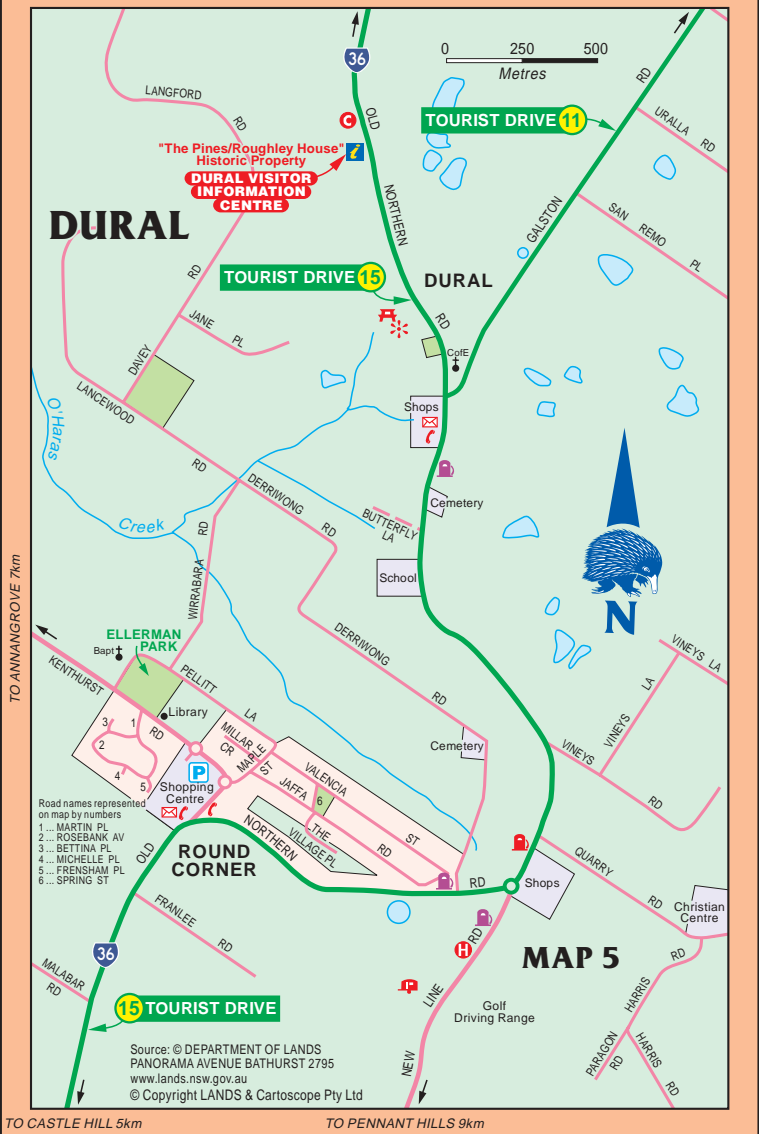 36
0 250 500
Metres
LANGFORD
RD
C
OLD
TOURIST DRIVE 11
RD
URALLA RD
"The Pines/Roughley House"
Historic Property
i
DURAL VISITOR
INFORMATION
CENTRE
NORTHERN
GALSTON
SAN REMO PL
DURAL
RD
TOURIST DRIVE 15
DURAL
JANE PL
RD
DAVEY
CofE
LANCEWOOD
RD
O'Haras
Creek
Shops
DERRIWONG
RD
BUTTERFLY
LA
Cemetery
School
RD
WIRRABARA
N
TO ANNANGROVE 7km
ELLERMAN
PARK
Bapt
KENTHURST
RD
PELLITT
LA
DERRIWONG
RD
VINEYS LA
VINEYS
LA
Library
3
1
2
4
5
MILLAR
CR
MAPLE
ST
Cemetery
VINEYS
RD
P
Shopping
Centre
JAFFA
RD
VALENCIA
ST
6
Road names represented
on map by numbers
1 ... MARTIN PL
2 ... ROSEBANK AV
3 ... BETTINA PL
4 ... MICHELLE PL
5 ... FRENSHAM PL
6 ... SPRING ST
THE
VILLAGE PL
OLD
NORTHERN
RD
ROUND
CORNER
QUARRY
RD
Shops
Christian
Centre
FRANLEE
RD
36
H
RD
MAP 5
MALABAR
RD
RD
HARRIS
LINE
NEW
Golf
Driving Range
15 TOURIST DRIVE
PARAGON
RD
HARRIS
RD
Source: © DEPARTMENT OF LANDS
PANORAMA AVENUE BATHURST 2795
www.lands.nsw.gov.au
© Copyright LANDS & Cartoscope Pty Ltd
TO CASTLE HILL 5km
TO PENNANT HILLS 9km